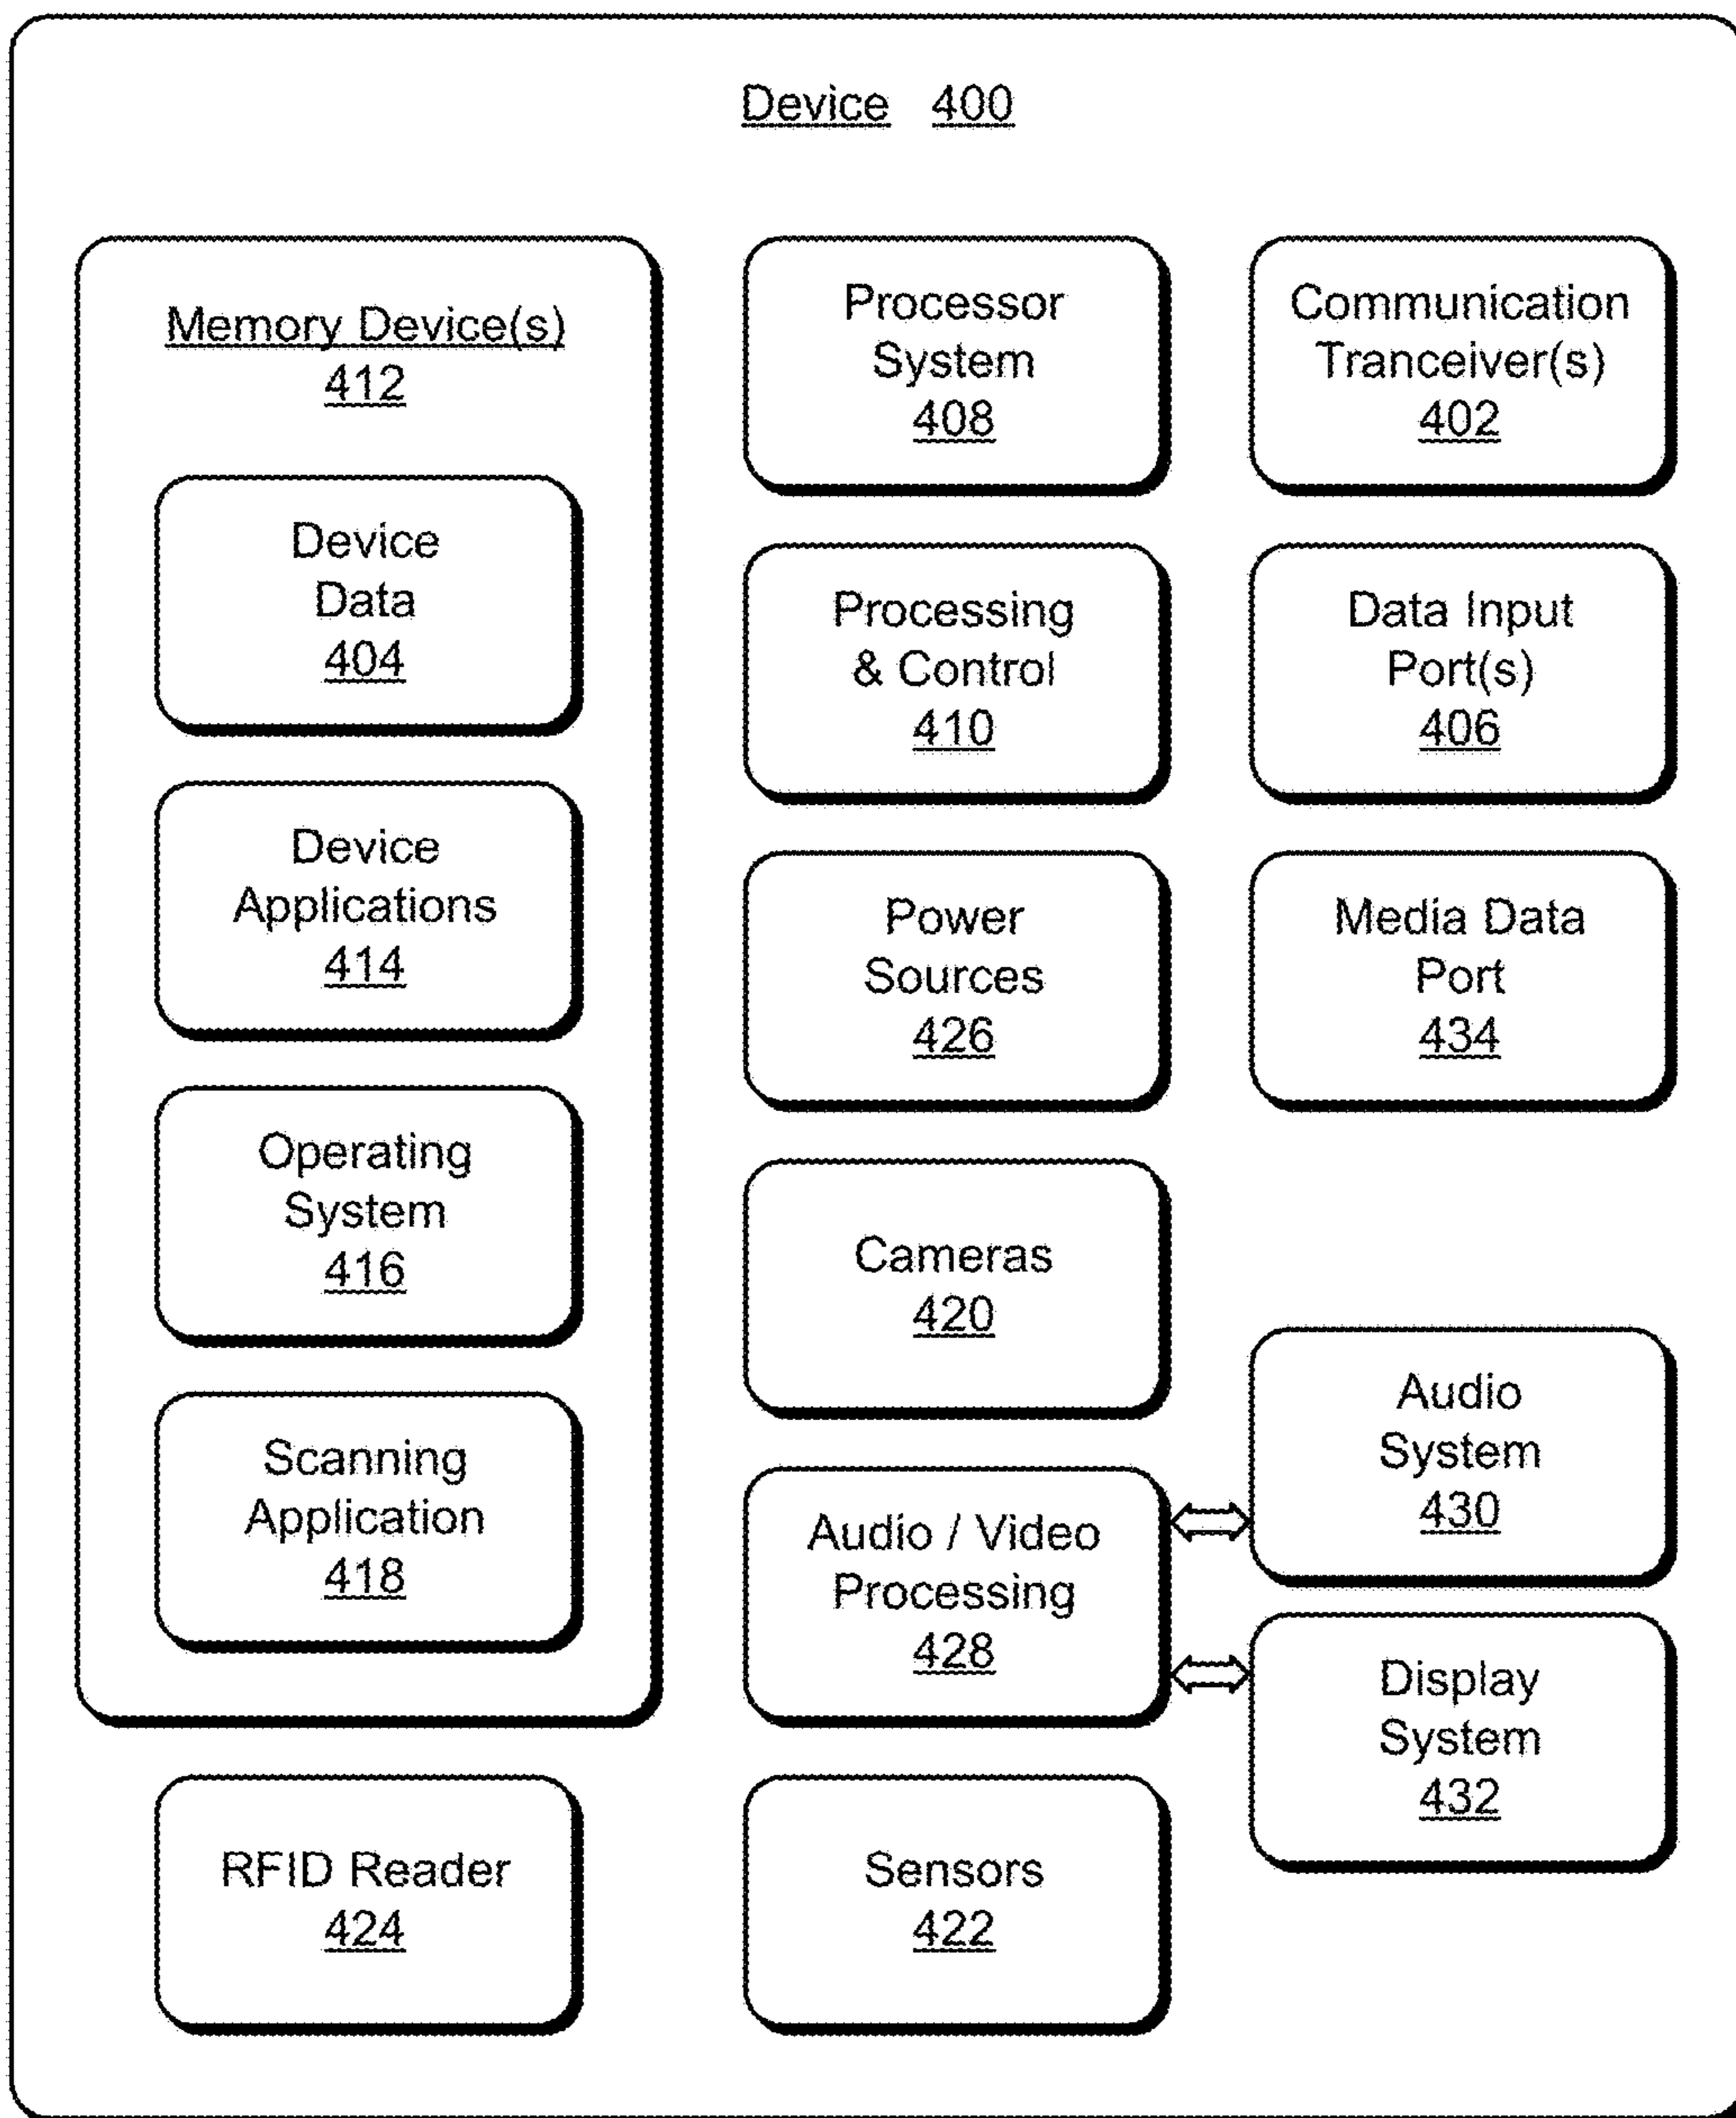 Device 400
Memory Device(s)
412
Device
Data
404
Device
Applications
414
Operating
System
416
Scanning
Application
418
RFID Reader
424
Processor
System
408
Processing
& Control
410
Power
Sources
426
Cameras
420
Audio / Video
Processing
428
Sensors
422
Communication
Tranceiver(s)
402
Data Input
Port(s)
406
Media Data
Port
434
Audio
System
430
Display
System
432